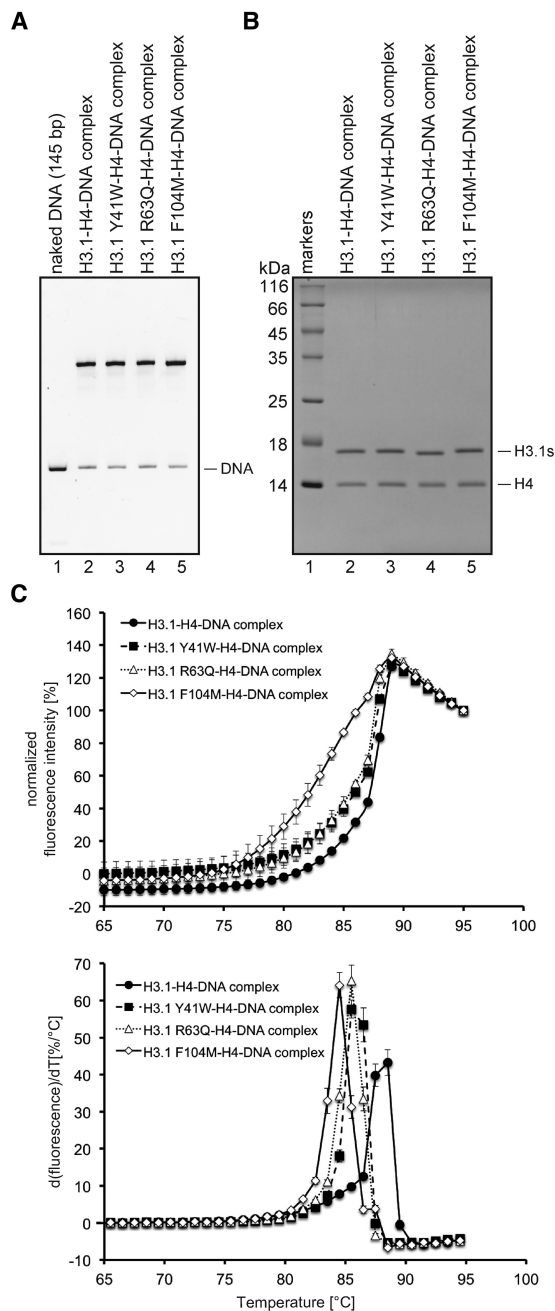 A
naked DNA (145 bp)
H3.1-H4-DNA complex
H3.1 Y41W-H4-DNA complex
H3.1 R63Q-H4-DNA complex
H3.1 F104M-H4-DNA complex
DNA
1 2 3 4 5
B
kDa
markers
H3.1-H4-DNA complex
H3.1 Y41W-H4-DNA complex
H3.1 R63Q-H4-DNA complex
H3.1 F104M-H4-DNA complex
116
66
45
35
25
18
14
H3.1s
H4
1 2 3 4 5
C
H3.1-H4-DNA complex
H3.1 Y41W-H4-DNA complex
H3.1 R63Q-H4-DNA complex
H3.1 F104M-H4-DNA complex
normalized
fluorescence intensity [%]
160
140
120
100
80
60
40
20
0
-20
65 70 75 80 85 90 95 100
H3.1-H4-DNA complex
H3.1 Y41W-H4-DNA complex
H3.1 R63Q-H4-DNA complex
H3.1 F104M-H4-DNA complex
d(fluorescence)/dT[%/°C]
70
60
50
40
30
20
10
0
-10
65 70 75 80 85 90 95 100
Temperature [°C]